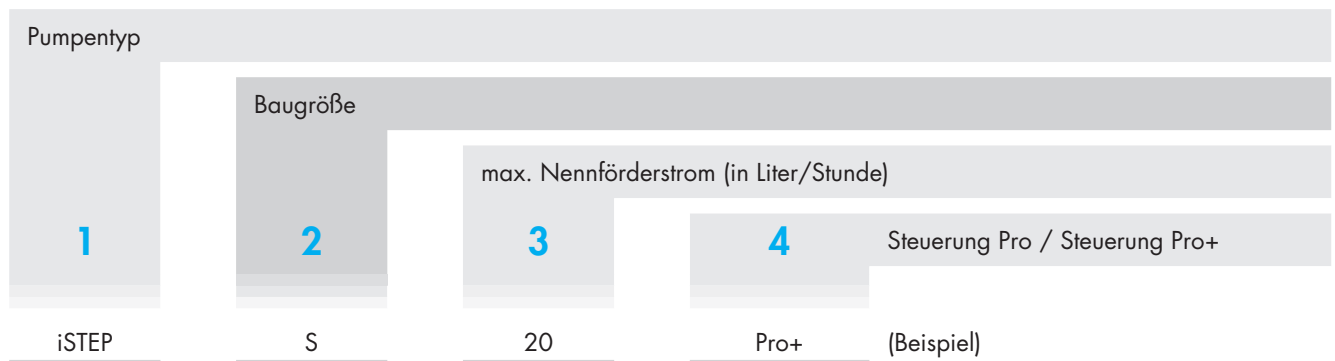 Pumpentyp
Baugröße
max. Nennförderstrom (in Liter/Stunde)
1 2 3 4 Steuerung Pro / Steuerung Pro+
iSTEP S 20 Pro+ (Beispiel)